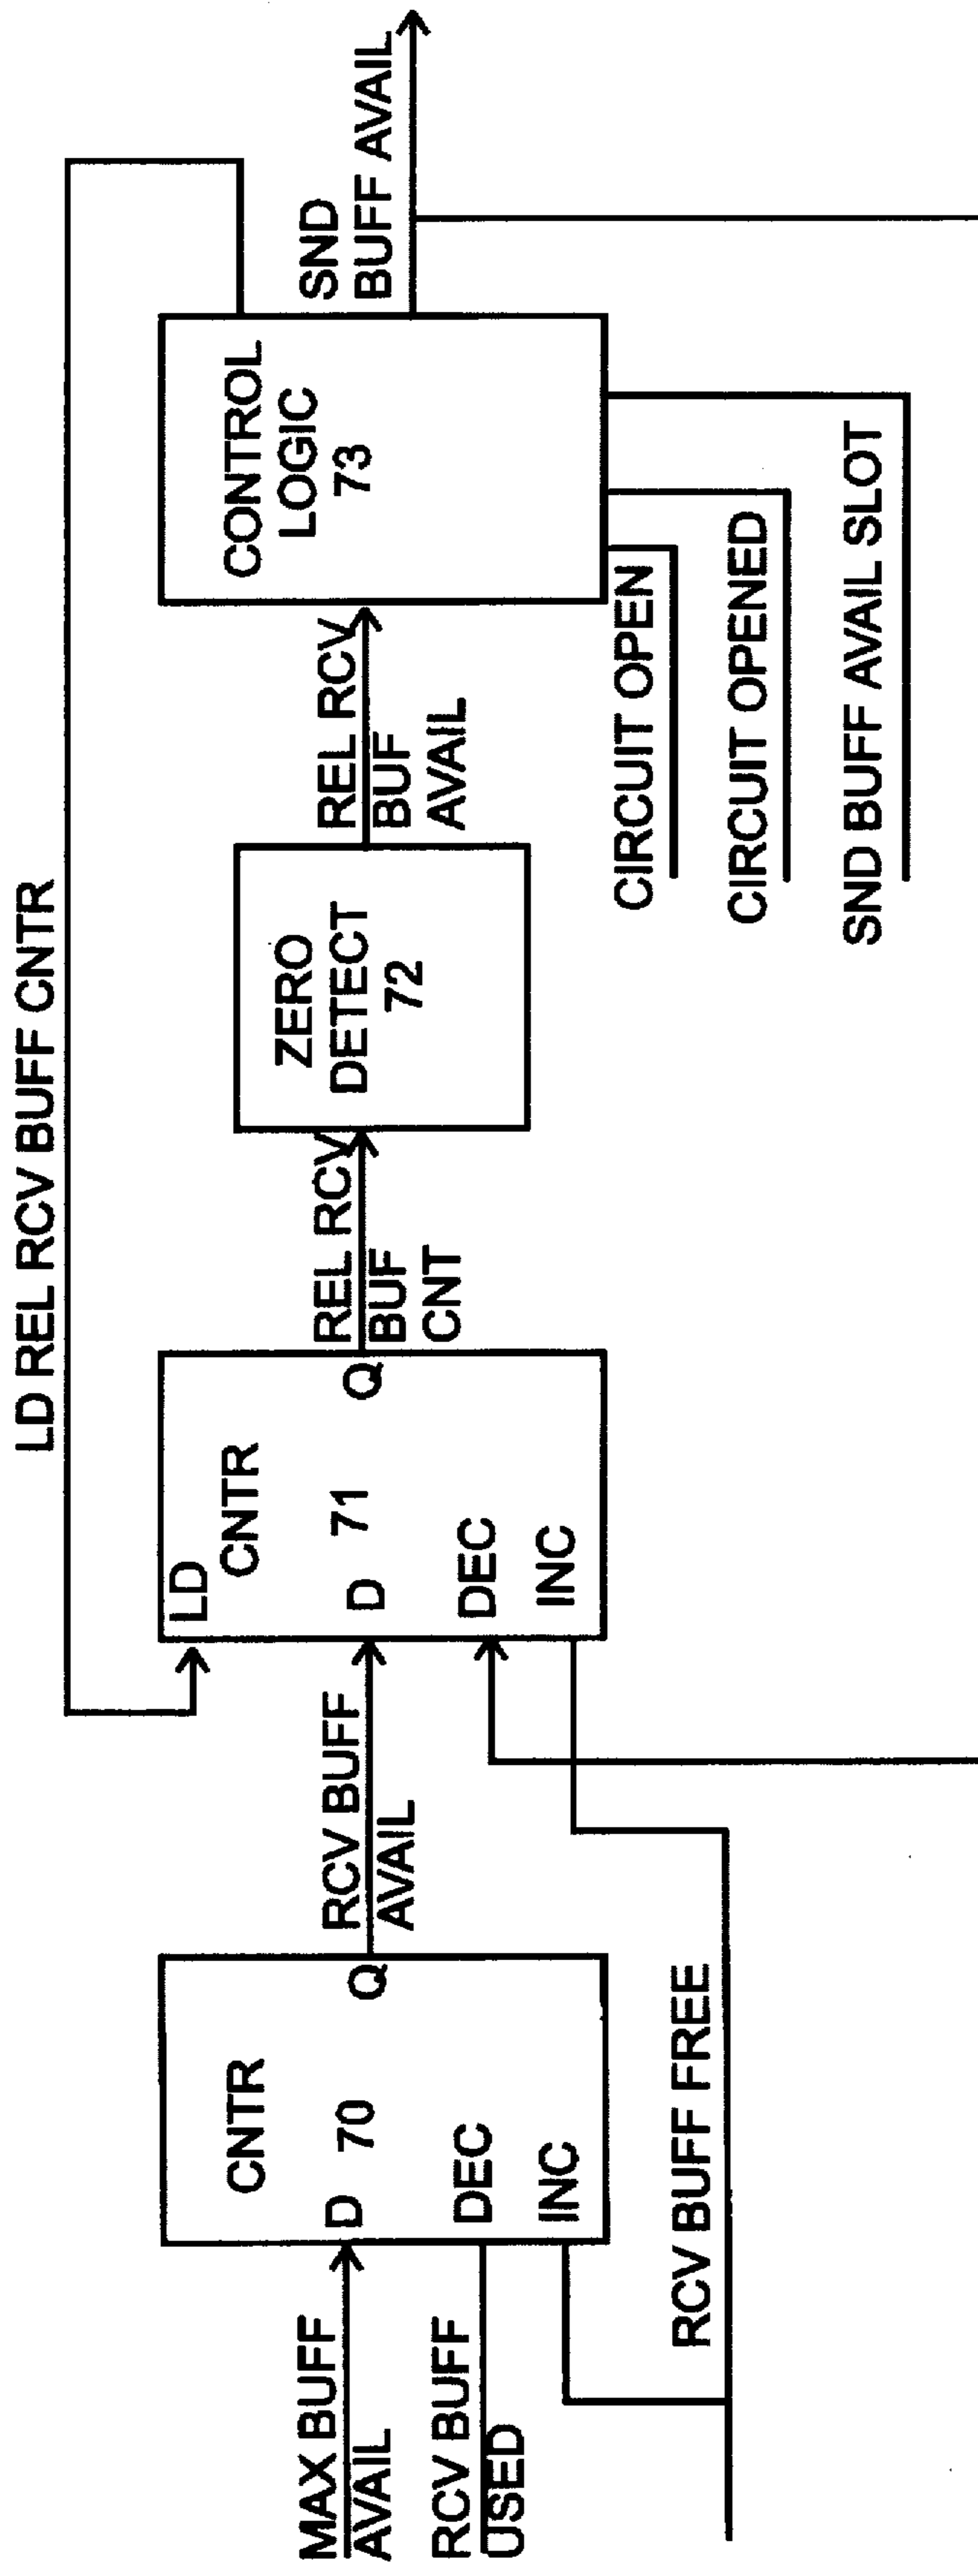 LD REL RCV BUFF CNTR
MAX BUFF
AVAIL
RCV BUFF
USED
CNTR
D 70 Q
DEC
INC
RCV BUFF FREE
RCV BUFF
AVAIL
LD
CNTR
D 71 Q
DEC
INC
REL RCV
BUF
CNT
ZERO
DETECT
72
REL RCV
BUF
AVAIL
CONTROL
LOGIC
73
SND
BUFF AVAIL
CIRCUIT OPEN
CIRCUIT OPENED
SND BUFF AVAIL SLOT